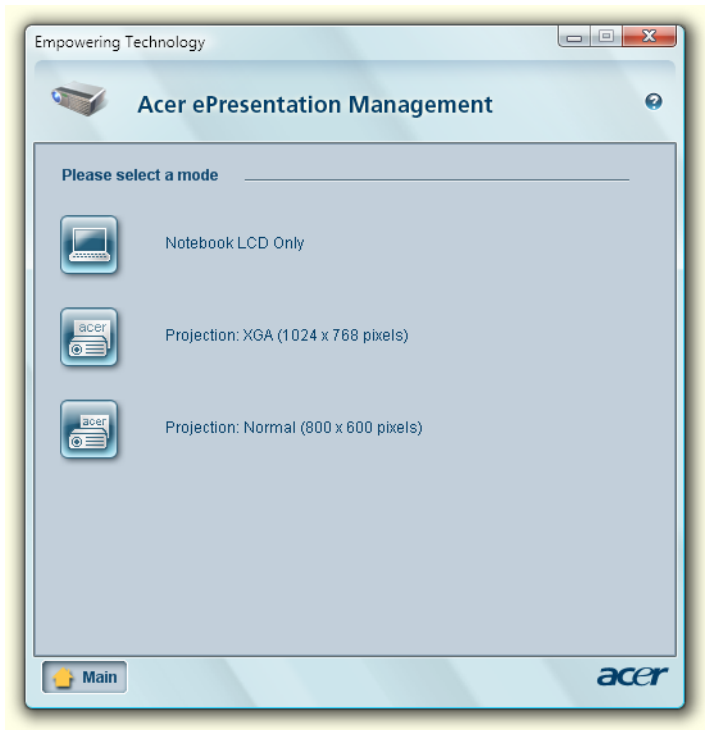 Empowering Technology
Acer ePresentation Management
Please select a mode
Notebook LCD Only
acer
Projection: XGA (1024 x 768 pixels)
acer
Projection: Normal (800 x 600 pixels)
Main
acer